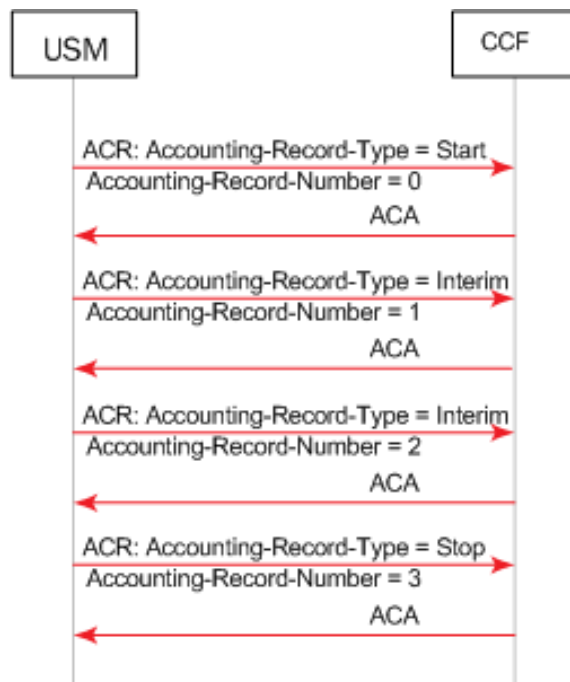 USM
CCF
ACR: Accounting-Record-Type = Start
Accounting-Record-Number = 0
ACA
ACR: Accounting-Record-Type = Interim
Accounting-Record-Number = 1
ACA
ACR: Accounting-Record-Type = Interim
Accounting-Record-Number = 2
ACA
ACR: Accounting-Record-Type = Stop
Accounting-Record-Number = 3
ACA